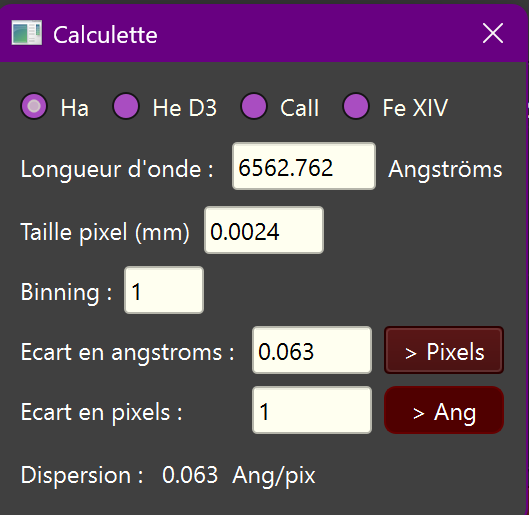 Calculette
Ha He D3 CaII Fe XIV
Longueur d'onde : 6562.762 Angströms
Taille pixel (mm) 0.0024
Binning : 1
Ecart en angstroms : 0.063 > Pixels
Ecart en pixels : 1 > Ang
Dispersion : 0.063 Ang/pix